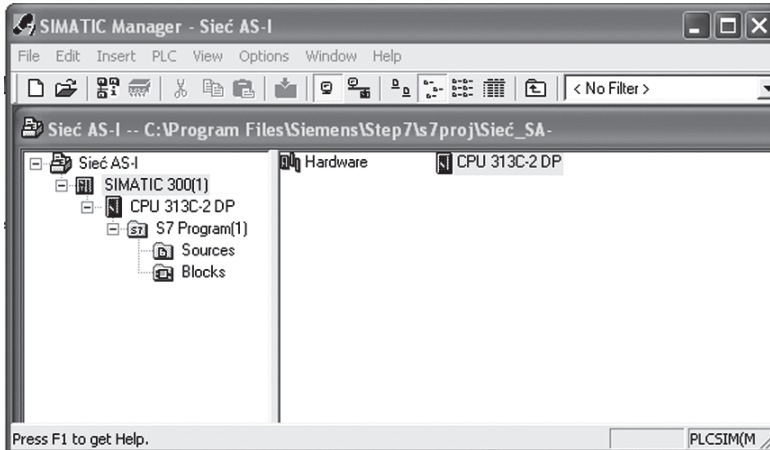 SIMATIC Manager - Sieć AS-I
File Edit Insert PLC View Options Window Help
< No Filter >
Sieć AS-I -- C:\Program Files\Siemens\Step7\s7proj\Sieć_SA-
Sieć AS-I
SIMATIC 300(1)
CPU 313C-2 DP
S7 Program(1)
Sources
Blocks
Hardware
CPU 313C-2 DP
Press F1 to get Help.
PLCSIM(M